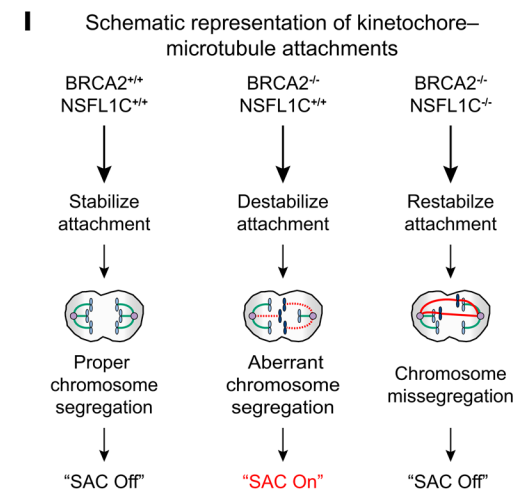 I
Schematic representation of kinetochore–
microtubule attachments
BRCA2+/+
NSFL1C+/+
BRCA2-/-
NSFL1C+/+
BRCA2-/-
NSFL1C-/-
Stabilize
attachment
Destabilize
attachment
Restabilze
attachment
Proper
chromosome
segregation
Aberrant
chromosome
segregation
Chromosome
missegregation
“SAC Off”
“SAC On”
“SAC Off”